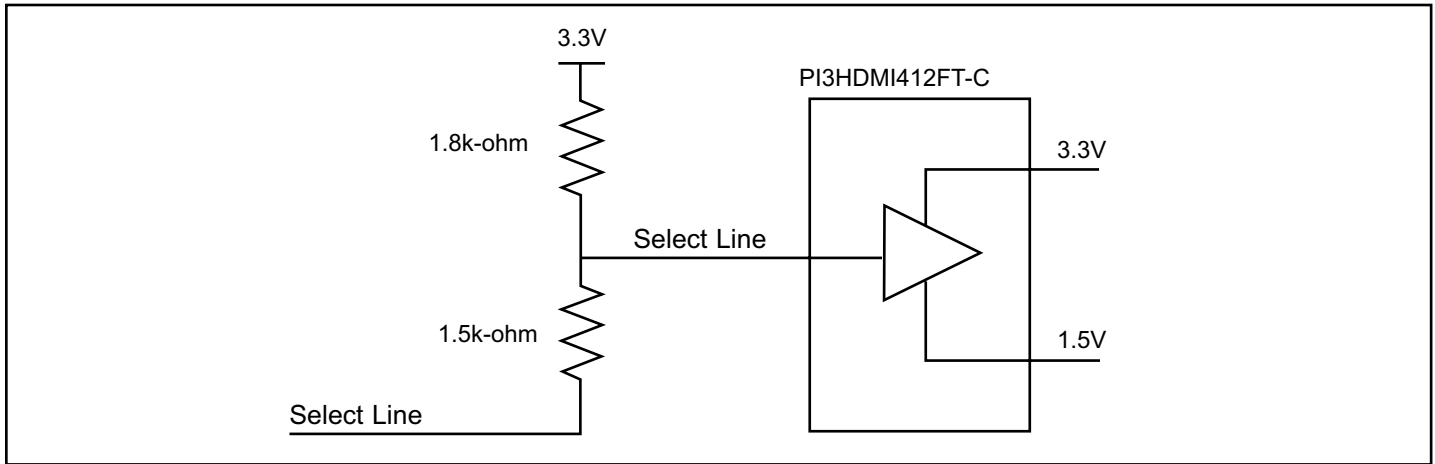 3.3V
PI3HDMI412FT-C
1.8k-ohm
3.3V
Select Line
1.5k-ohm
1.5V
Select Line